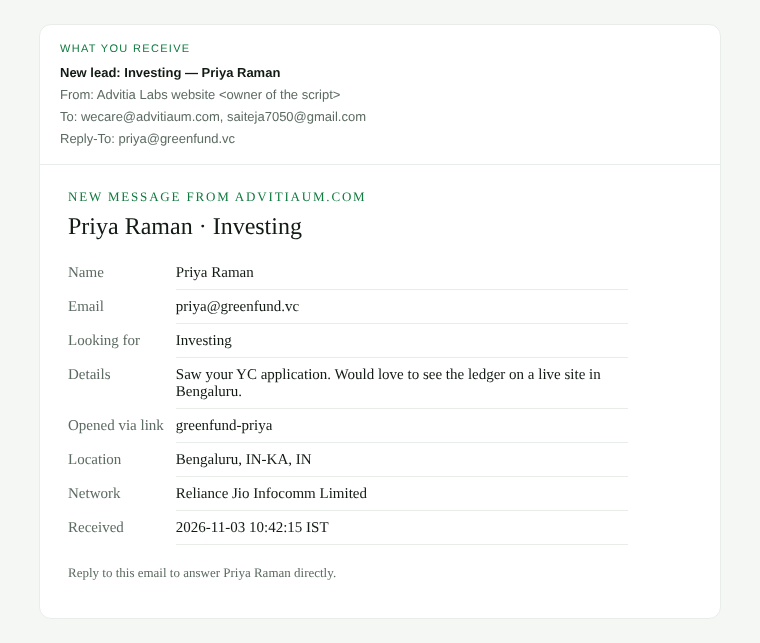 WHAT YOU RECEIVE
New lead: Investing — Priya Raman
From: Advitia Labs website <owner of the script>
To: wecare@advitiaum.com, saiteja7050@gmail.com
Reply-To: priya@greenfund.vc
NEW MESSAGE FROM ADVITIAUM.COM
Priya Raman · Investing
Name Priya Raman
Email priya@greenfund.vc
Looking for Investing
Details Saw your YC application. Would love to see the ledger on a live site in
Bengaluru.
Opened via link greenfund-priya
Location Bengaluru, IN-KA, IN
Network Reliance Jio Infocomm Limited
Received 2026-11-03 10:42:15 IST
Reply to this email to answer Priya Raman directly.